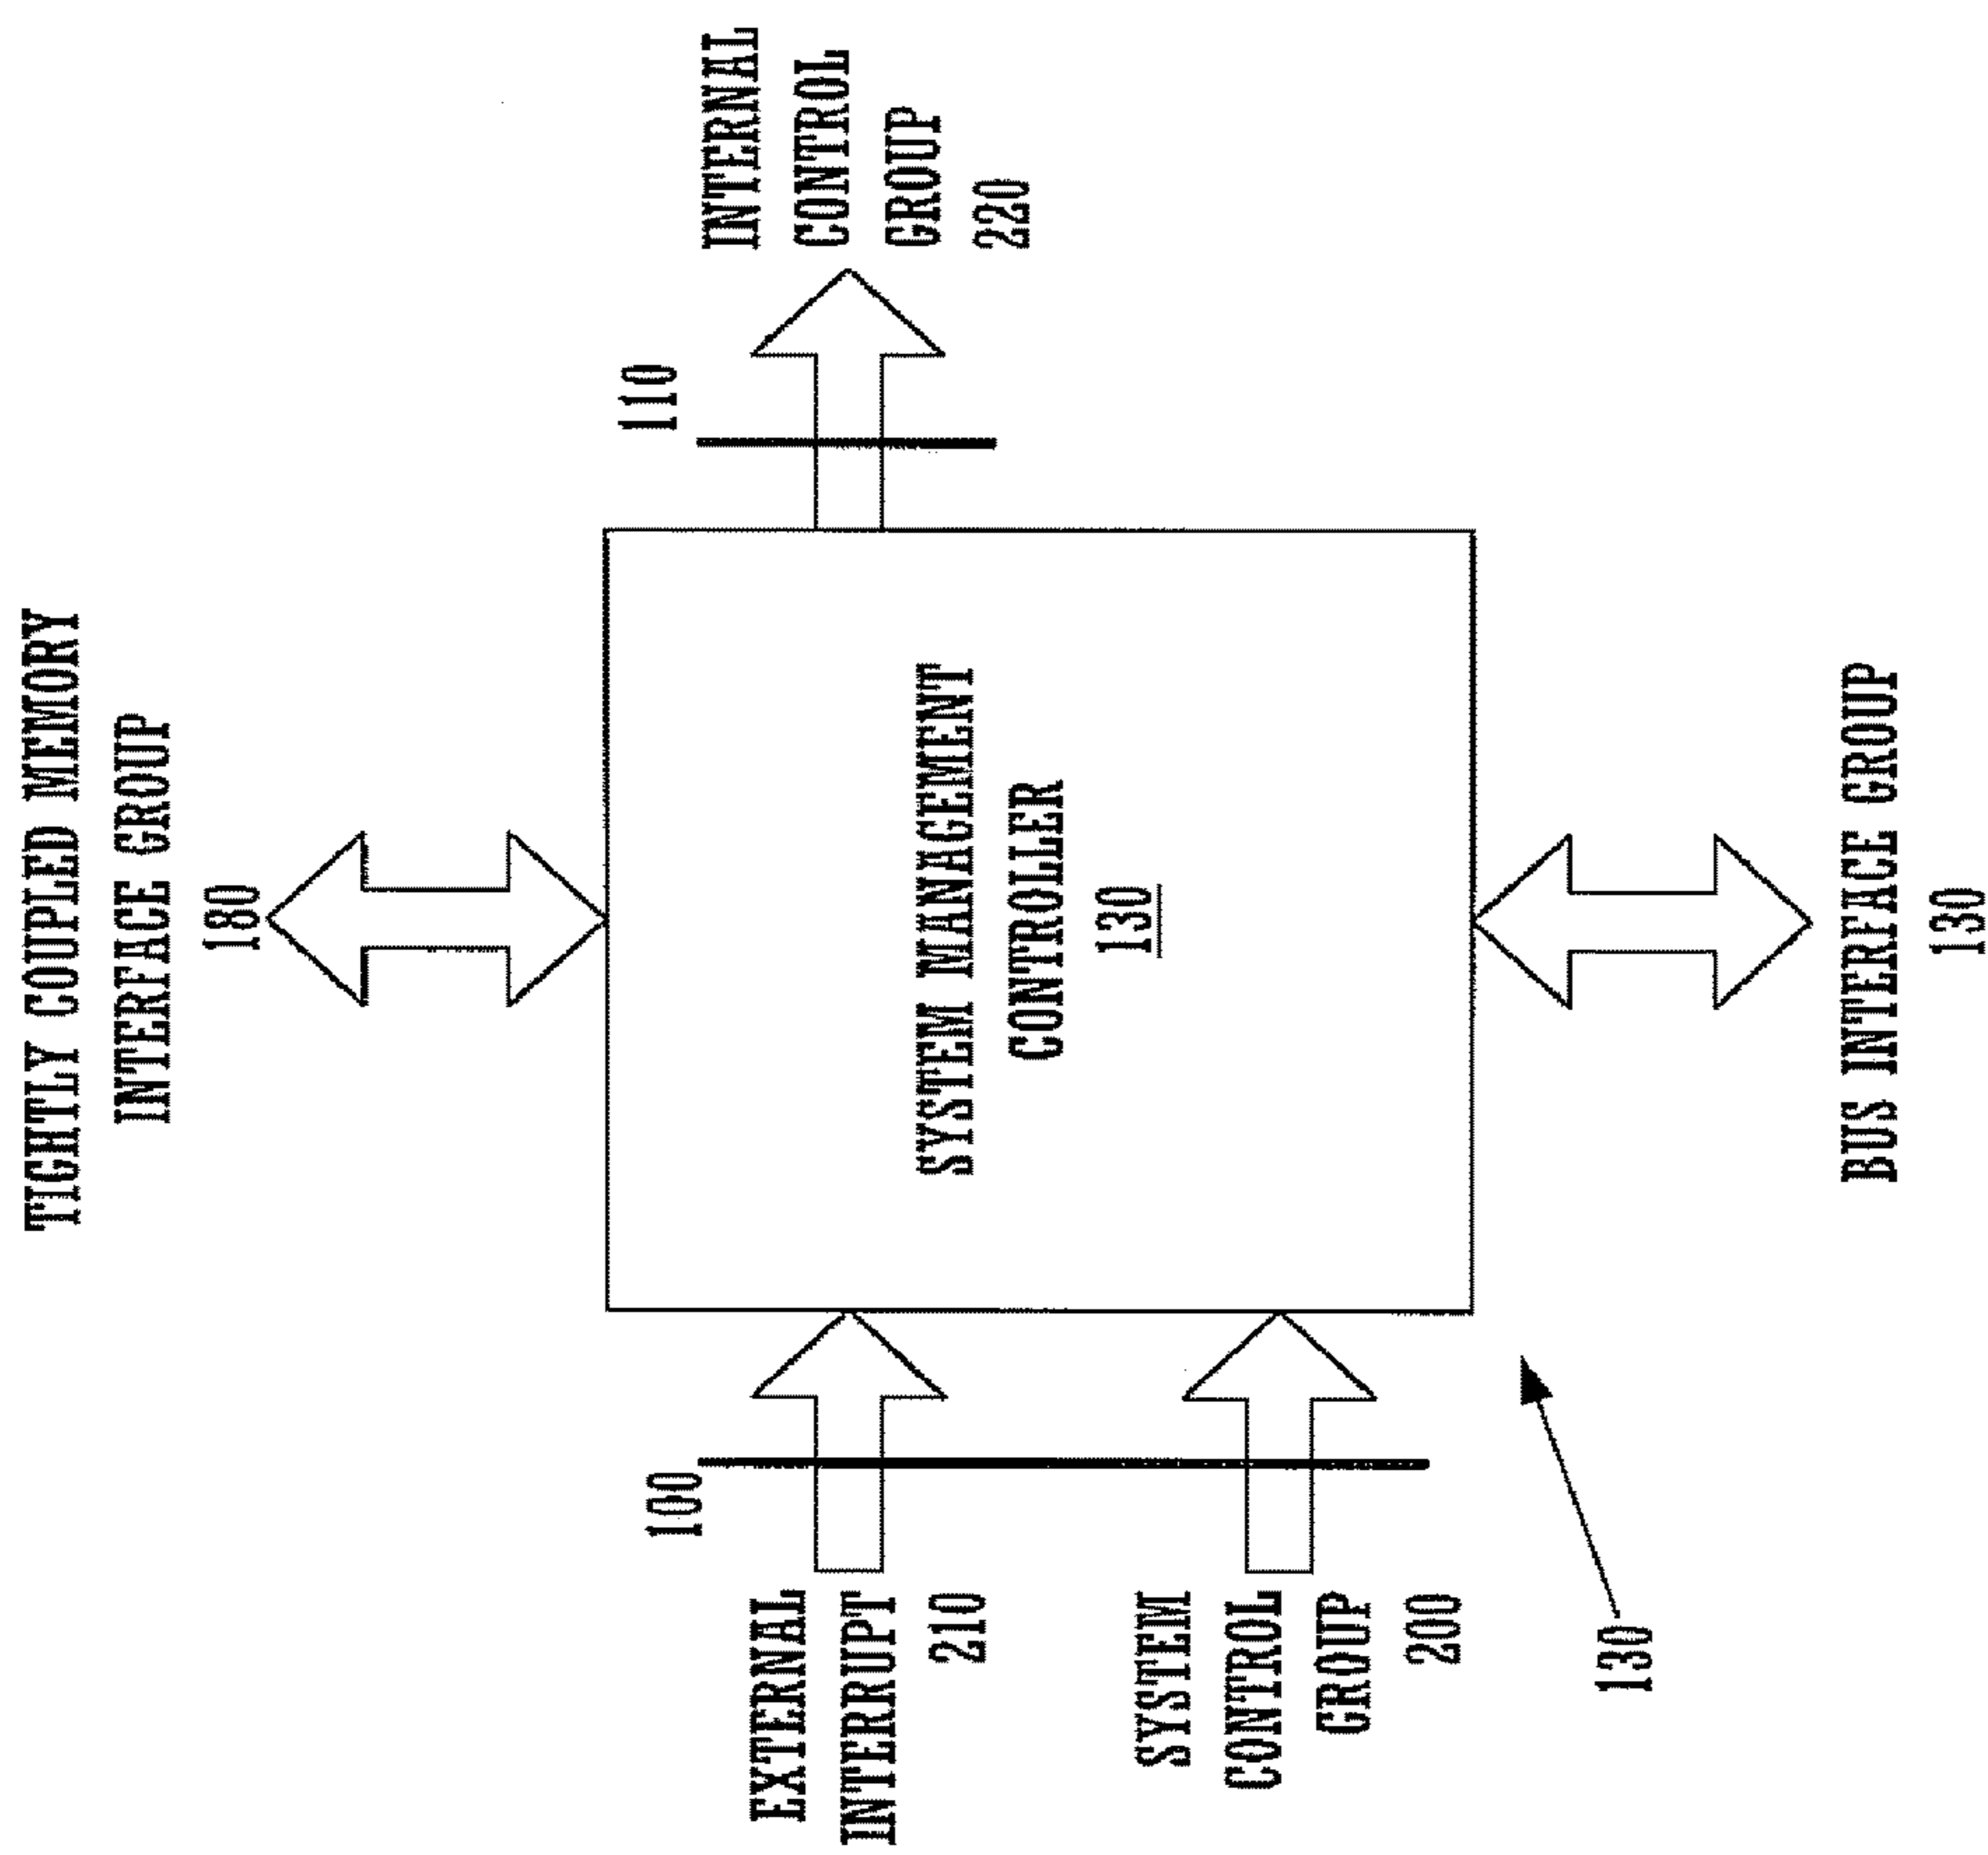 TIGHTLY COUPLED MEMORY
INTERFACE GROUP
180
EXTERNAL
INTERRUPT
210
100
SYSTEM
CONTROL
GROUP
200
SYSTEM MANAGEMENT
CONTROLLER
130
110
INTERNAL
CONTROL
GROUP
220
BUS INTERFACE GROUP
130
130